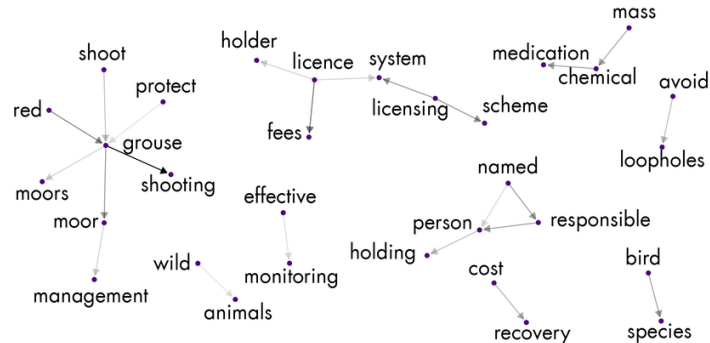 mass
holder
shoot
licence
system
medication
chemical
avoid
protect
red
licensing
scheme
fees
grouse
loopholes
named
shooting
moors
effective
moor
person
responsible
holding
wild
monitoring
cost
bird
management
animals
recovery
species